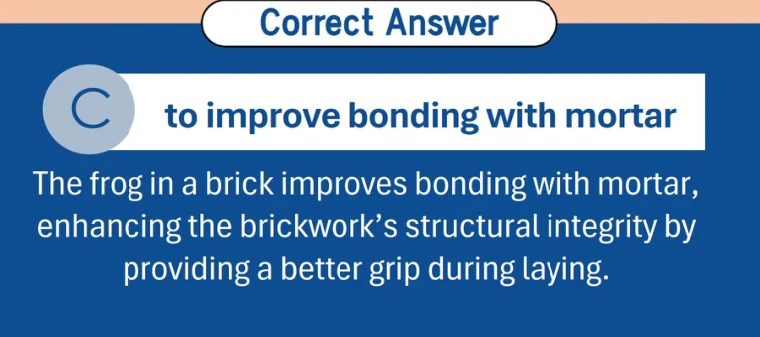 Correct Answer
C
to improve bonding with mortar
The frog in a brick improves bonding with mortar,
enhancing the brickwork’s structural integrity by
providing a better grip during laying.